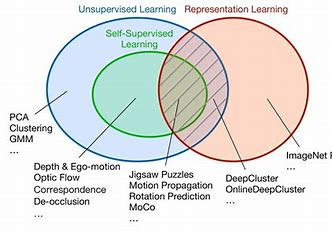 Unsupervised Learning
Representation Learning
Self-Supervised
Learning
PCA
Clustering
GMM
...
Depth & Ego-motion
Optic Flow
Correspondence
De-occlusion
...
Jigsaw Puzzles
Motion Propagation
Rotation Prediction
MoCo
...
DeepCluster
OnlineDeepCluster
...
ImageNet
...